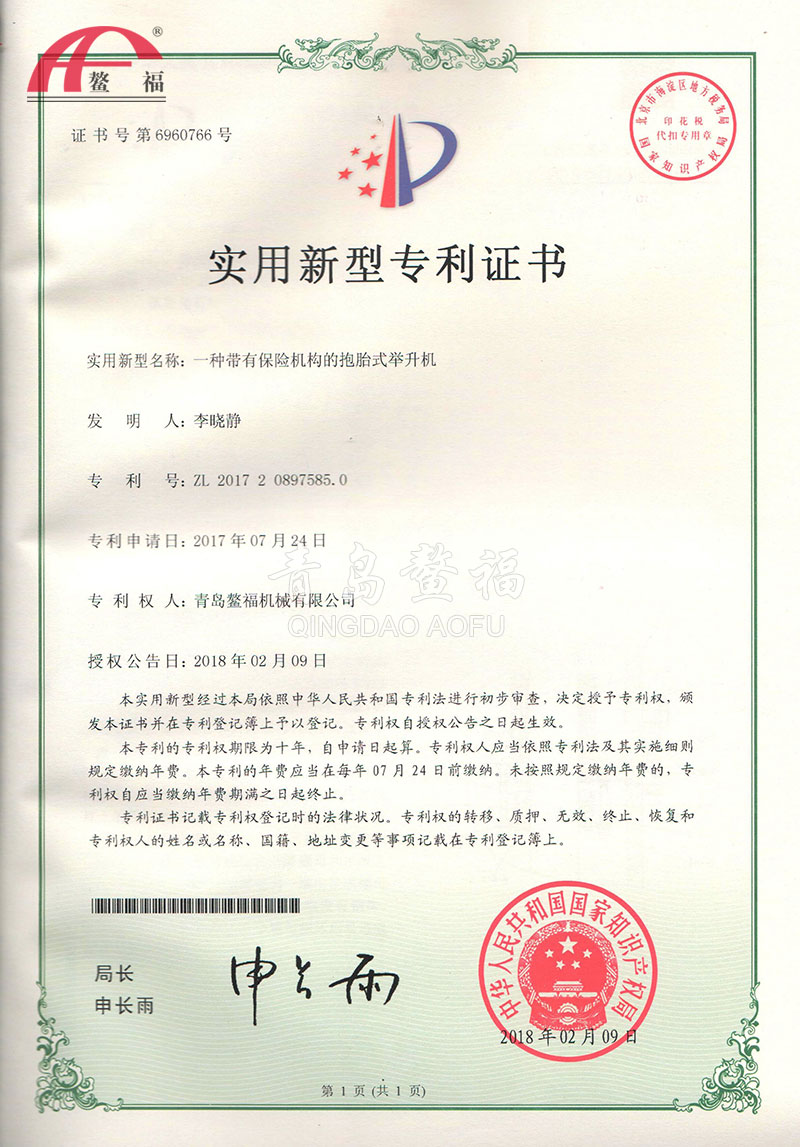 鳌福
®
证书号第6960766号
北京市海淀区地方税务局
印花税
代扣专用章
国家知识产权局
实用新型专利证书
实用新型名称：一种带有保险机构的抱胎式举升机
发明人：李晓静
专利号：ZL 2017 2 0897585.0
专利申请日：2017年07月24日
青岛鳌福
专利权人：青岛鳌福机械有限公司
QINGDAO AOFU
授权公告日：2018年02月09日
本实用新型经过本局依照中华人民共和国专利法进行初步审查，决定授予专利权，颁
发本证书并在专利登记簿上予以登记。专利权自授权公告之日起生效。
本专利的专利权期限为十年，自申请日起算。专利权人应当依照专利法及其实施细则
规定缴纳年费。本专利的年费应当在每年07月24日前缴纳。未按照规定缴纳年费的，专
利权自应当缴纳年费期满之日起终止。
专利证书记载专利权登记时的法律状况。专利权的转移、质押、无效、终止、恢复和
专利权人的姓名或名称、国籍、地址变更等事项记载在专利登记簿上。
局长
申长雨
申长雨
中华人民共和国国家知识产权局
2018年02月09日
第1页(共1页)